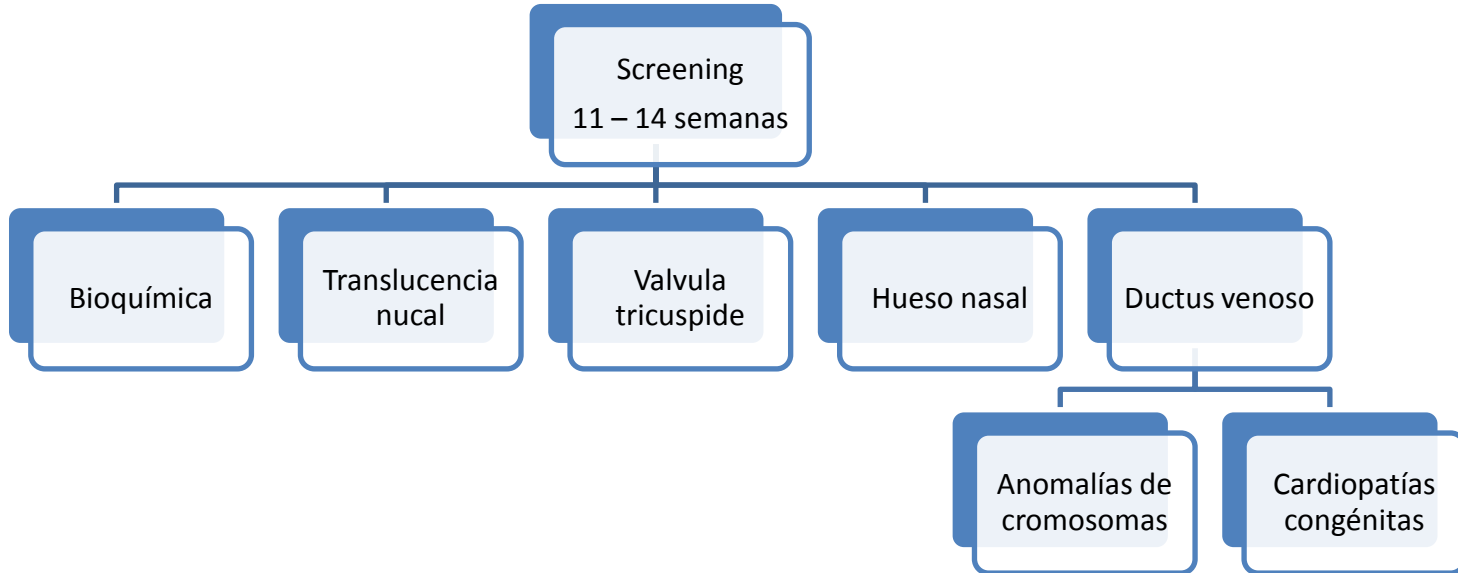 Screening
11 – 14 semanas
Bioquímica
Translucencia
nucal
Valvula
tricuspide
Hueso nasal
Ductus venoso
Anomalías de
cromosomas
Cardiopatías
congénitas